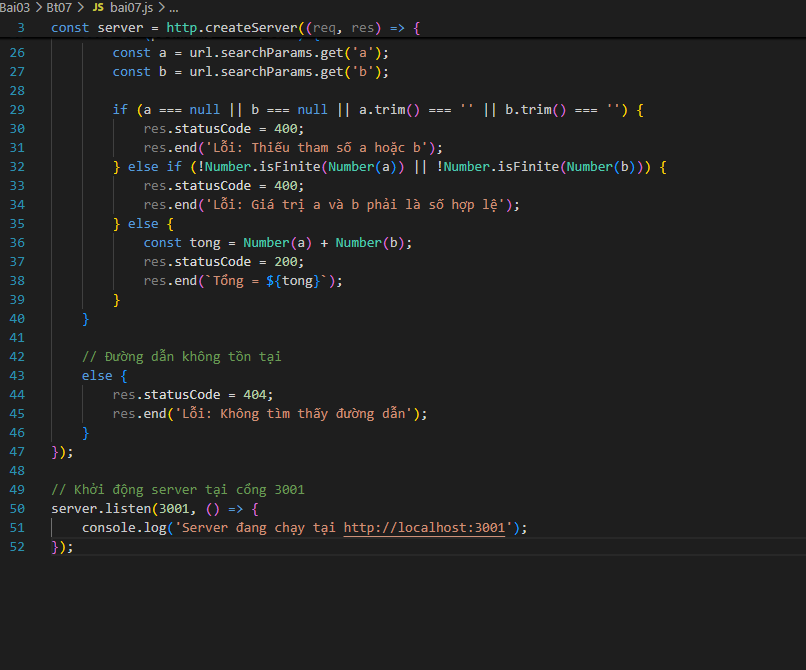 Bai03 > Bt07 > JS bai07.js > ...
3 const server = http.createServer((req, res) => {
26 const a = url.searchParams.get('a');
27 const b = url.searchParams.get('b');
28
29 if (a === null || b === null || a.trim() === '' || b.trim() === '') {
30 res.statusCode = 400;
31 res.end('Lỗi: Thiếu tham số a hoặc b');
32 } else if (!Number.isFinite(Number(a)) || !Number.isFinite(Number(b))) {
33 res.statusCode = 400;
34 res.end('Lỗi: Giá trị a và b phải là số hợp lệ');
35 } else {
36 const tong = Number(a) + Number(b);
37 res.statusCode = 200;
38 res.end(`Tổng = ${tong}`);
39 }
40 }
41
42 // Đường dẫn không tồn tại
43 else {
44 res.statusCode = 404;
45 res.end('Lỗi: Không tìm thấy đường dẫn');
46 }
47 });
48
49 // Khởi động server tại cổng 3001
50 server.listen(3001, () => {
51 console.log('Server đang chạy tại http://localhost:3001');
52 });